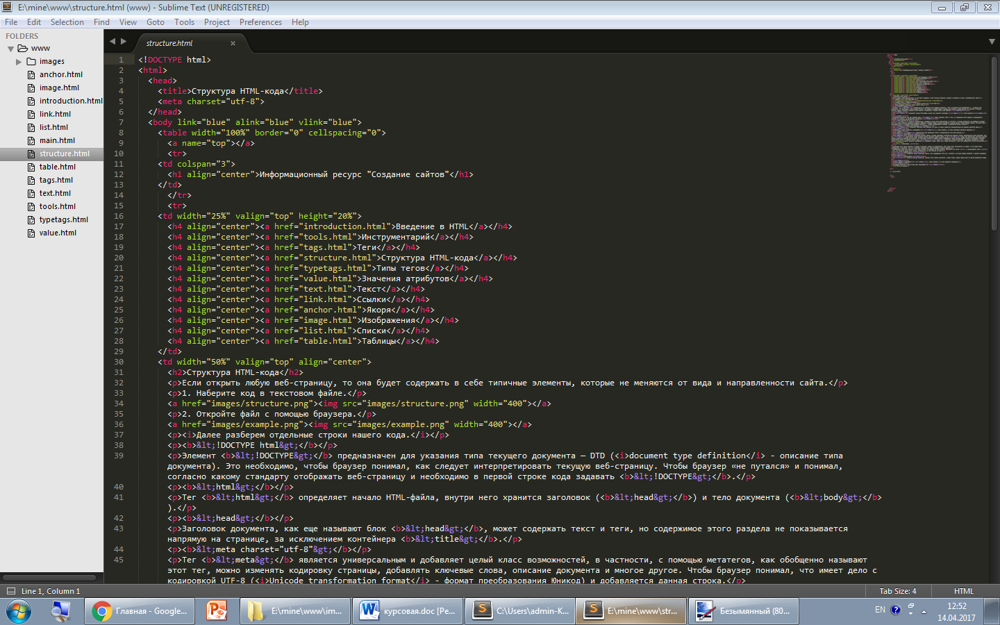 E:\mine\www\structure.html (www) - Sublime Text (UNREGISTERED)
File Edit Selection Find View Goto Tools Project Preferences Help
FOLDERS
www
images
anchor.html
image.html
introduction.html
link.html
list.html
main.html
structure.html
table.html
tags.html
text.html
tools.html
typetags.html
value.html
structure.html
1 <!DOCTYPE html>
2 <html>
3 <head>
4 <title>Структура HTML-кода</title>
5 <meta charset="utf-8">
6 </head>
7 <body link="blue" alink="blue" vlink="blue">
8 <table width="100%" border="0" cellspacing="0">
9 <a name="top"></a>
10 <tr>
11 <td colspan="3">
12 <h1 align="center">Информационный ресурс "Создание сайтов"</h1>
13 </td>
14 </tr>
15 <tr>
16 <td width="25%" valign="top" height="20%">
17 <h4 align="center"><a href="introduction.html">Введение в HTML</a></h4>
18 <h4 align="center"><a href="tools.html">Инструментарий</a></h4>
19 <h4 align="center"><a href="tags.html">Теги</a></h4>
20 <h4 align="center"><a href="structure.html">Структура HTML-кода</a></h4>
21 <h4 align="center"><a href="typetags.html">Типы тегов</a></h4>
22 <h4 align="center"><a href="value.html">Значения атрибутов</a></h4>
23 <h4 align="center"><a href="text.html">Текст</a></h4>
24 <h4 align="center"><a href="link.html">Ссылки</a></h4>
25 <h4 align="center"><a href="anchor.html">Якоря</a></h4>
26 <h4 align="center"><a href="image.html">Изображения</a></h4>
27 <h4 align="center"><a href="list.html">Списки</a></h4>
28 <h4 align="center"><a href="table.html">Таблицы</a></h4>
29 </td>
30 <td width="50%" valign="top" align="center">
31 <h2>Структура HTML-кода</h2>
32 <p>Если открыть любую веб-страницу, то она будет содержать в себе типичные элементы, которые не меняются от вида и направленности сайта.</p>
33 <p>1. Наберите код в текстовом файле.</p>
34 <a href="images/structure.png"><img src="images/structure.png" width="400"></a>
35 <p>2. Откройте файл с помощью браузера.</p>
36 <a href="images/example.png"><img src="images/example.png" width="400"></a>
37 <p><i>Далее разберем отдельные строки нашего кода.</i></p>
38 <p><b>&lt;!DOCTYPE html&gt;</b></p>
39 <p>Элемент <b>&lt;!DOCTYPE&gt;</b> предназначен для указания типа текущего документа — DTD (<i>document type definition</i> - описание типа
документа). Это необходимо, чтобы браузер понимал, как следует интерпретировать текущую веб-страницу. Чтобы браузер «не путался» и понимал,
согласно какому стандарту отображать веб-страницу и необходимо в первой строке кода задавать <b>&lt;!DOCTYPE&gt;</b>.</p>
40 <p><b>&lt;html&gt;</b></p>
41 <p>Тег <b>&lt;html&gt;</b> определяет начало HTML-файла, внутри него хранится заголовок (<b>&lt;head&gt;</b>) и тело документа (<b>&lt;body&gt;</b>
).</p>
42 <p><b>&lt;head&gt;</b></p>
43 <p>Заголовок документа, как еще называют блок <b>&lt;head&gt;</b>, может содержать текст и теги, но содержимое этого раздела не показывается
напрямую на странице, за исключением контейнера <b>&lt;title&gt;</b>.</p>
44 <p><b>&lt;meta charset="utf-8"&gt;</b></p>
45 <p>Тег <b>&lt;meta&gt;</b> является универсальным и добавляет целый класс возможностей, в частности, с помощью метатегов, как обобщенно называют
этот тег, можно изменять кодировку страницы, добавлять ключевые слова, описание документа и многое другое. Чтобы браузер понимал, что имеет дело с
кодировкой UTF-8 (<i>Unicode transformation format</i> - формат преобразования Юникод) и добавляется данная строка.</p>
Line 1, Column 1 Tab Size: 4 HTML
Главная - Google... E:\mine\www\im... курсовая.doc [Ре... C:\Users\admin-K... E:\mine\www\str... Безымянный (80... EN 12:52
14.04.2017